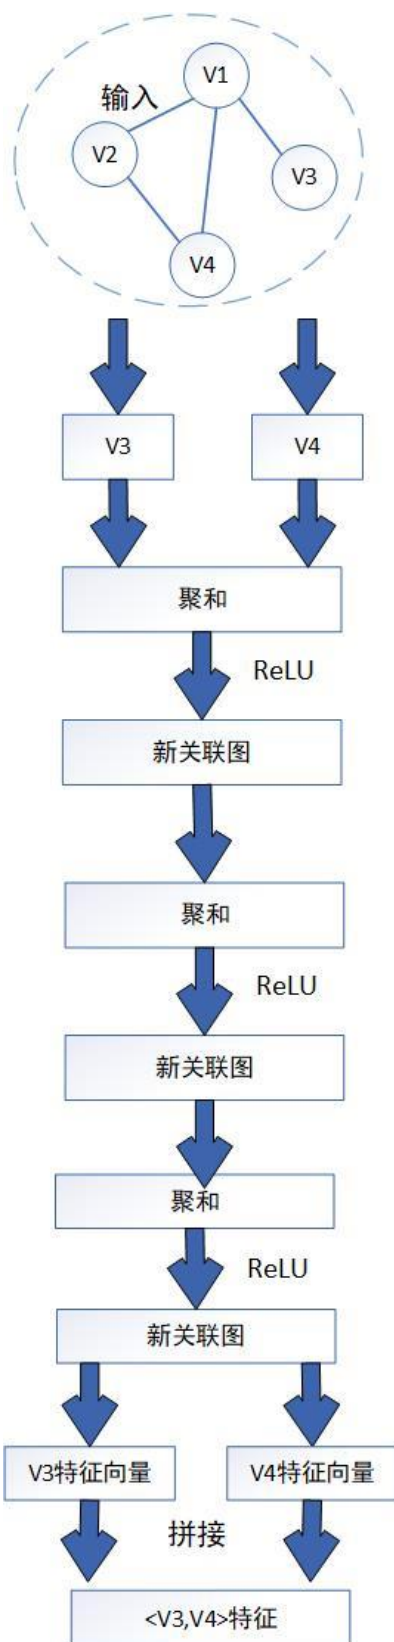 V1
输入
V2
V3
V4
V3
V4
聚和
ReLU
新关联图
聚和
ReLU
新关联图
聚和
ReLU
新关联图
V3特征向量
V4特征向量
拼接
<V3,V4>特征